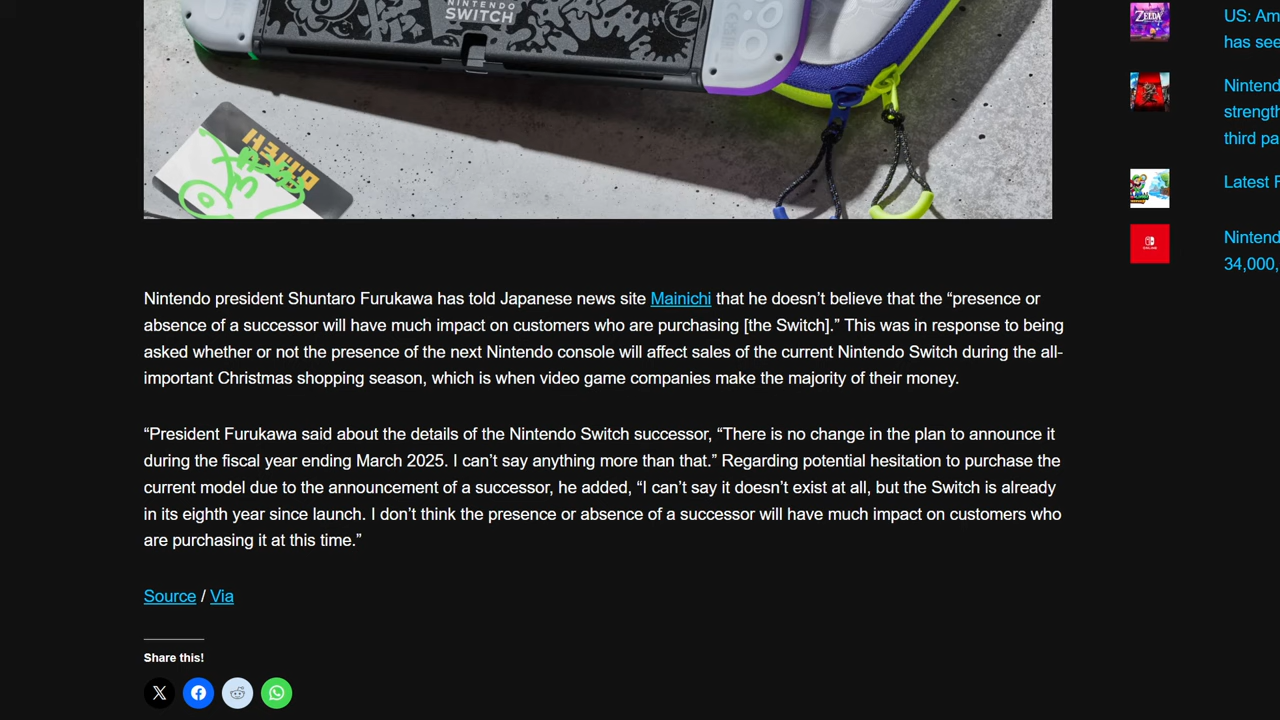 NINTENDO
SWITCH
Nintendo president Shuntaro Furukawa has told Japanese news site Mainichi that he doesn’t believe that the “presence or
absence of a successor will have much impact on customers who are purchasing [the Switch].” This was in response to being
asked whether or not the presence of the next Nintendo console will affect sales of the current Nintendo Switch during the all-
important Christmas shopping season, which is when video game companies make the majority of their money.
“President Furukawa said about the details of the Nintendo Switch successor, “There is no change in the plan to announce it
during the fiscal year ending March 2025. I can’t say anything more than that.” Regarding potential hesitation to purchase the
current model due to the announcement of a successor, he added, “I can’t say it doesn’t exist at all, but the Switch is already
in its eighth year since launch. I don’t think the presence or absence of a successor will have much impact on customers who
are purchasing it at this time.”
Source / Via
Share this!
ZELDA
US: Am
has see
Nintend
strength
third pa
Latest F
Nintend
34,000,